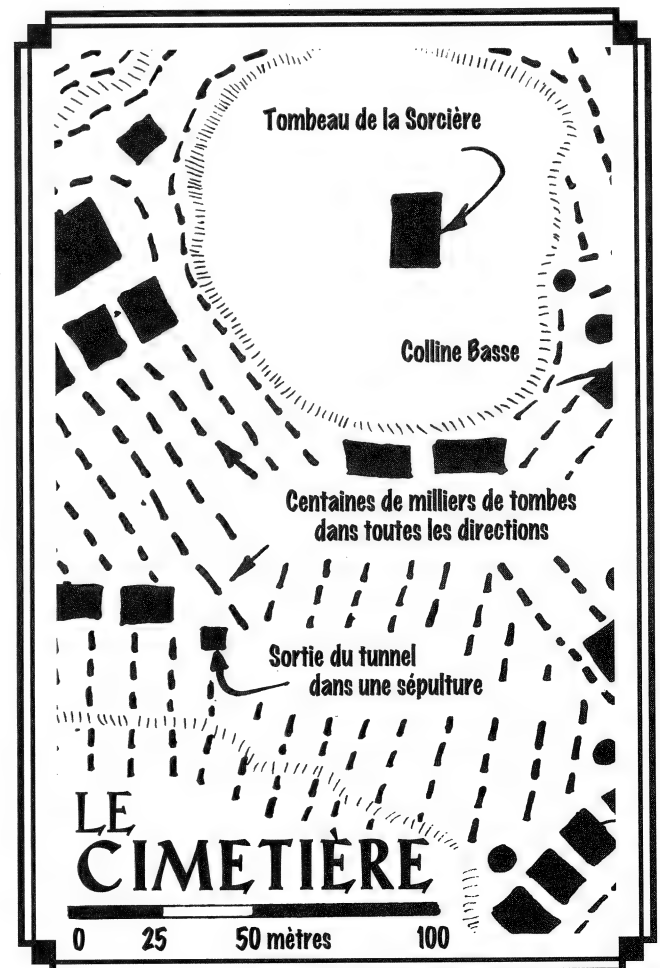 Tombeau de la Sorcière
Colline Basse
Centaines de milliers de tombes
dans toutes les directions
Sortie du tunnel
dans une sépulture
LE
CIMETIÈRE
0 25 50 mètres 100